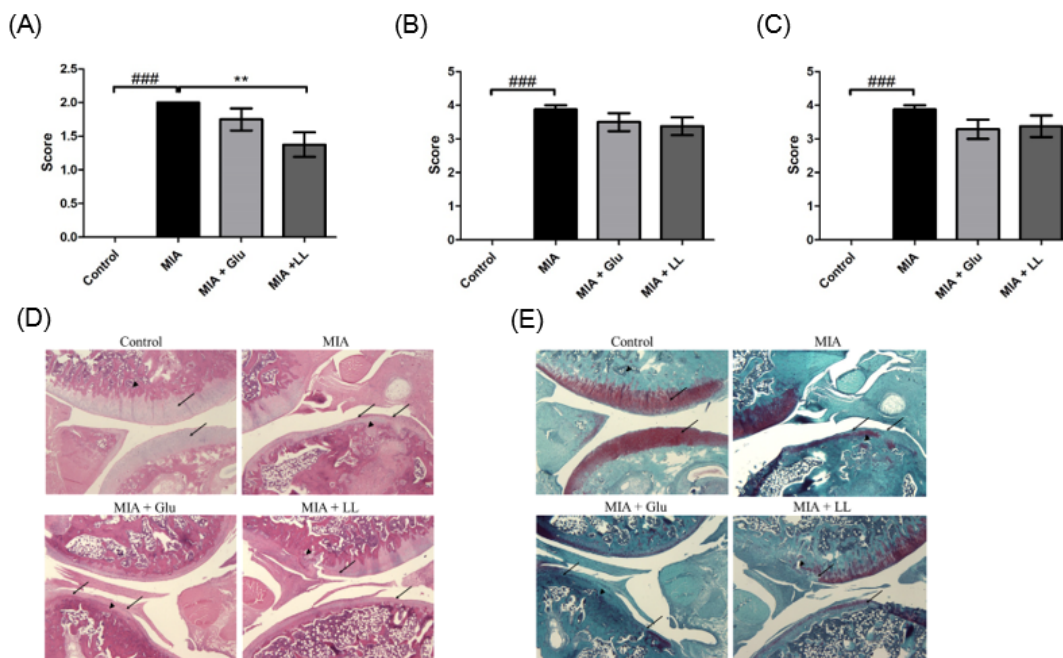 (A)
(B)
(C)
###
**
2.5
2.0
1.5
1.0
0.5
0.0
Score
Control
MIA
MIA + Glu
MIA +LL
###
5
4
3
2
1
0
Score
Control
MIA
MIA + Glu
MIA + LL
###
5
4
3
2
1
0
Score
Control
MIA
MIA + Glu
MIA + LL
(D)
Control
MIA
MIA + Glu
MIA + LL
(E)
Control
MIA
MIA + Glu
MIA + LL